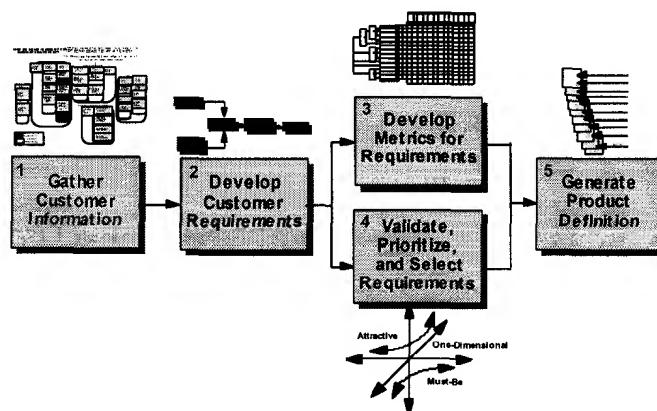 1
Gather
Customer
Information
2
Develop
Customer
Requirements
3
Develop
Metrics for
Requirements
4
Validate,
Prioritize,
and Select
Requirements
5
Generate
Product
Definition
Attractive
One-Dimensional
Must-Be